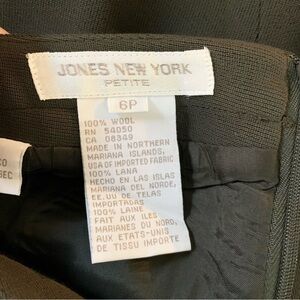 JONES NEW YORK
PETITE
6P
100% WOOL
RN 54050
CA 08349
MADE IN NORTHERN
MARIANA ISLANDS,
USA OF IMPORTED FABRIC
100% LANA
HECHO EN LAS ISLAS
MARIANA DEL NORDE,
EE.UU DE TELAS
IMPORTADAS
100% LAINE
FAIT AUX ILES
MARIANES DU NORD,
AUX ETATS-UNIS
DE TISSU IMPORTE
CO
SEC